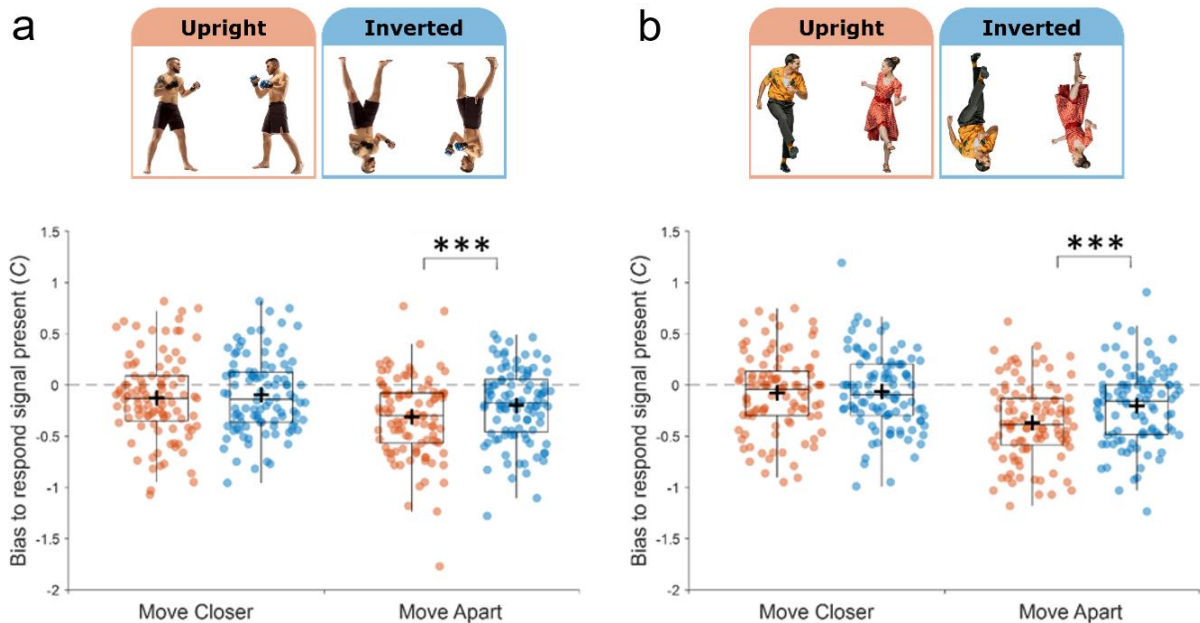 a
Upright Inverted
***
Bias to respond signal present (C)
1.5
1
0.5
0
-0.5
-1
-1.5
-2
Move Closer Move Apart
b
Upright Inverted
***
Bias to respond signal present (C)
1.5
1
0.5
0
-0.5
-1
-1.5
-2
Move Closer Move Apart